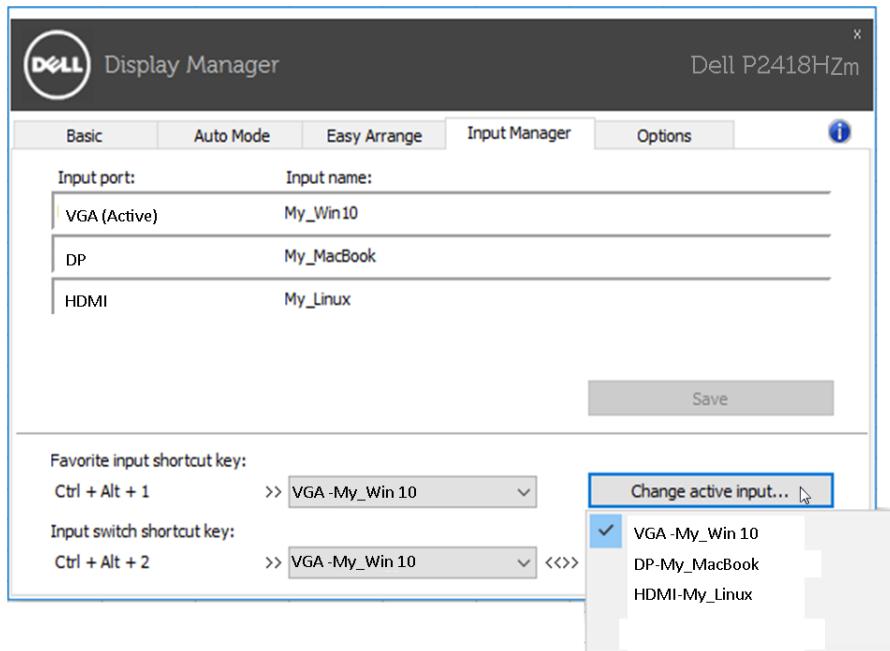 DELL Display Manager
x
Dell P2418HZm
Basic Auto Mode Easy Arrange Input Manager Options i
Input port: Input name:
VGA (Active) My_Win10
DP My_MacBook
HDMI My_Linux
Save
Favorite input shortcut key:
Ctrl + Alt + 1 >> VGA -My_Win 10 Change active input...
Input switch shortcut key:
VGA -My_Win 10
Ctrl + Alt + 2 >> VGA -My_Win 10 <<>>
DP-My_MacBook
HDMI-My_Linux